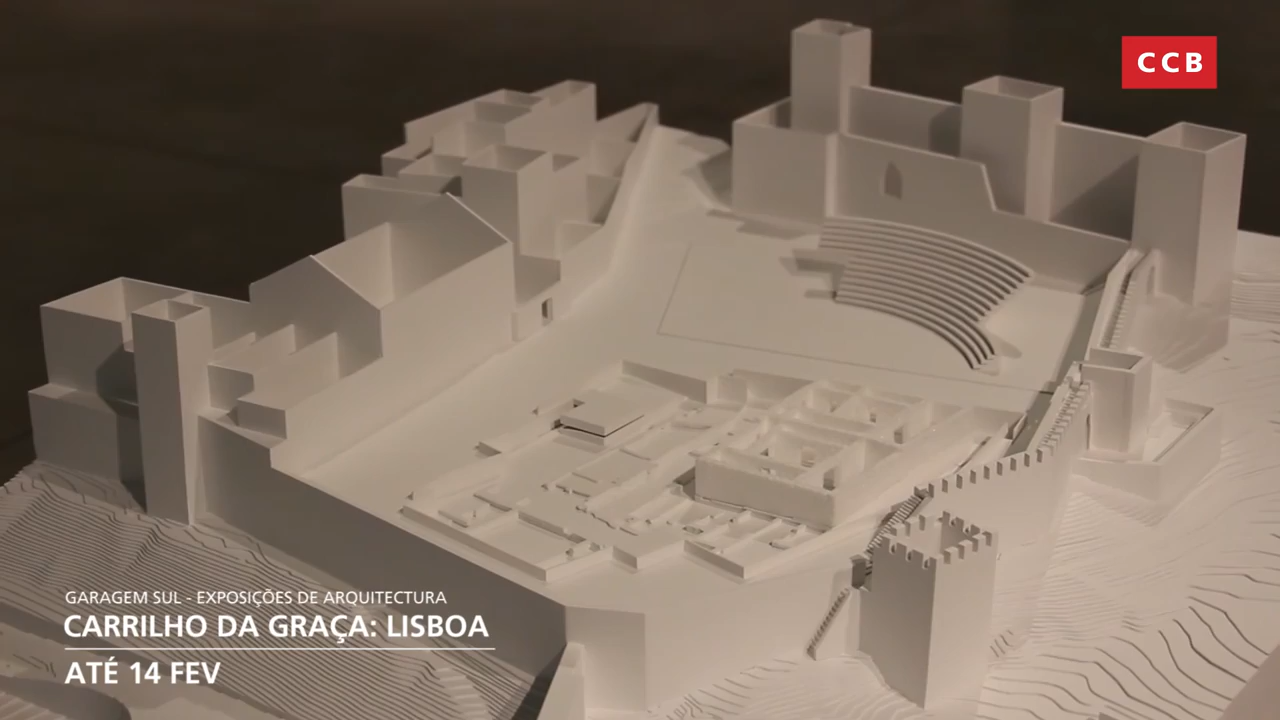 CCB
GARAGEM SUL - EXPOSIÇÕES DE ARQUITECTURA
CARRILHO DA GRAÇA: LISBOA
ATÉ 14 FEV